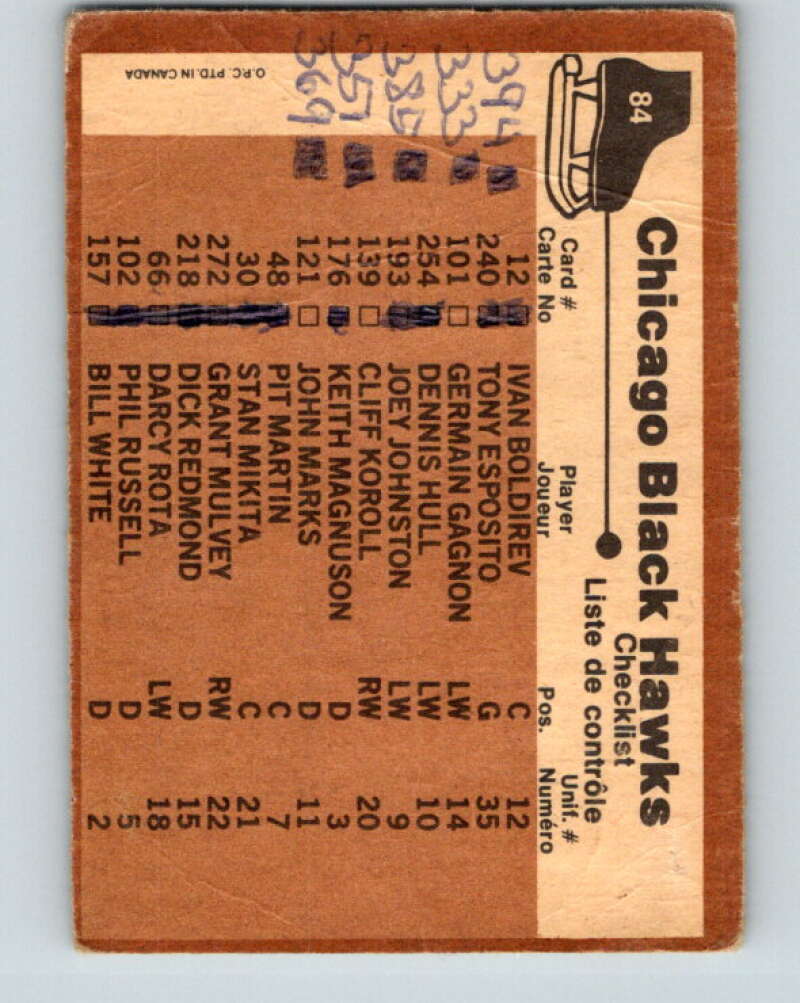 84
Chicago Black Hawks
Checklist
Liste de contrôle
Card # Player Pos. Unif. #
Carte No Joueur Numéro
12 IVAN BOLDIREV C 12
240 TONY ESPOSITO G 35
101 GERMAIN GAGNON LW 14
254 DENNIS HULL LW 10
193 JOEY JOHNSTON LW 9
139 CLIFF KOROLL RW 20
176 KEITH MAGNUSON D 3
121 JOHN MARKS D 11
48 PIT MARTIN C 7
30 STAN MIKITA C 21
272 GRANT MULVEY RW 22
218 DICK REDMOND D 15
66 DARCY ROTA LW 18
102 PHIL RUSSELL D 5
157 BILL WHITE D 2
394
333
385
357
369
O.P.C. PTD. IN CANADA